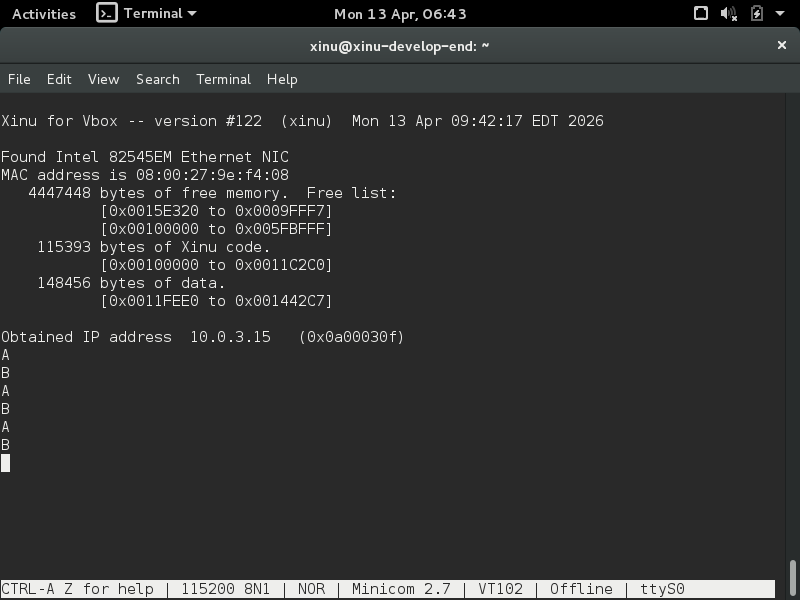 Activities Terminal Mon 13 Apr, 06:43
xinu@xinu-develop-end: ~
File Edit View Search Terminal Help
Xinu for Vbox -- version #122  (xinu)  Mon 13 Apr 09:42:17 EDT 2026
Found Intel 82545EM Ethernet NIC
MAC address is 08:00:27:9e:f4:08
   4447448 bytes of free memory.  Free list:
           [0x0015E320 to 0x0009FFF7]
           [0x00100000 to 0x005FBFFF]
    115393 bytes of Xinu code.
           [0x00100000 to 0x0011C2C0]
    148456 bytes of data.
           [0x0011FEE0 to 0x001442C7]
Obtained IP address  10.0.3.15   (0x0a00030f)
A
B
A
B
A
B
CTRL-A Z for help | 115200 8N1 | NOR | Minicom 2.7 | VT102 | Offline | ttyS0